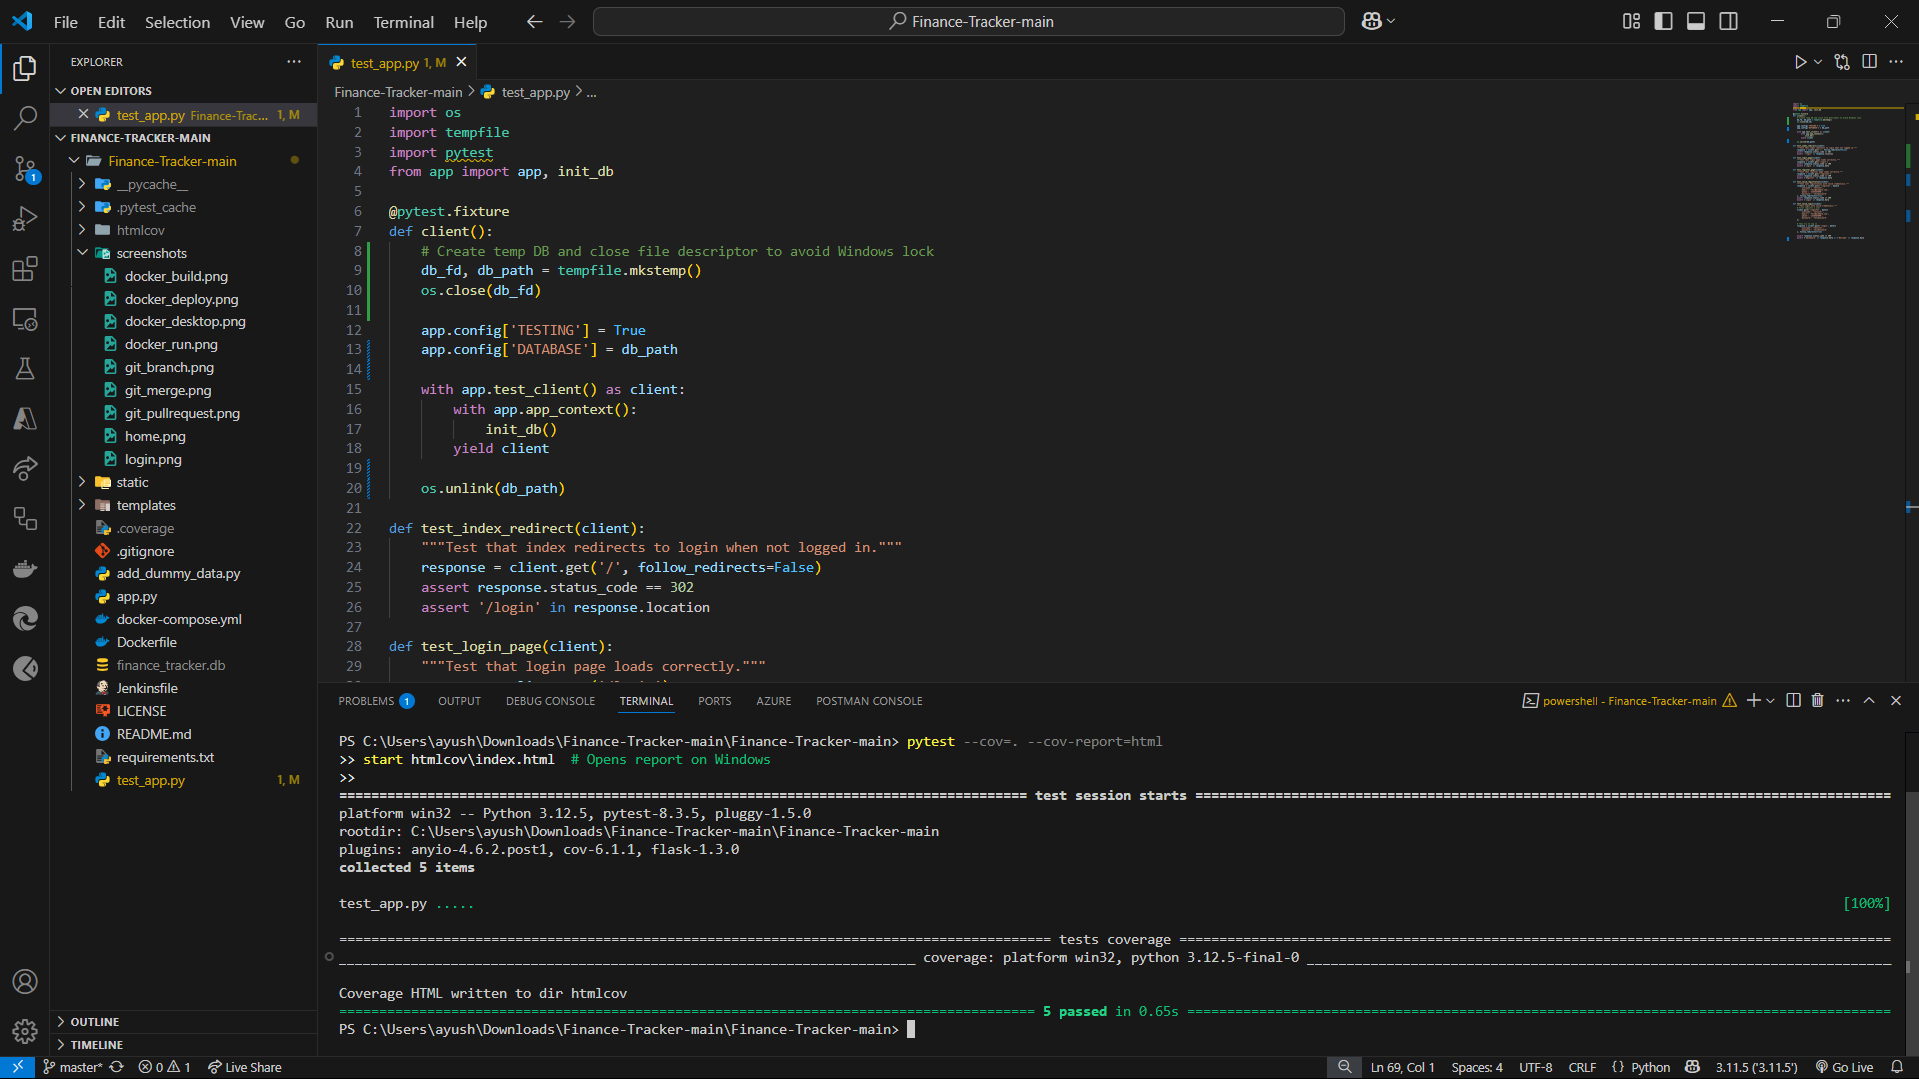 File Edit Selection View Go Run Terminal Help
Finance-Tracker-main
EXPLORER
OPEN EDITORS
test_app.py Finance-Trac... 1, M
FINANCE-TRACKER-MAIN
Finance-Tracker-main
__pycache__
.pytest_cache
htmlcov
screenshots
docker_build.png
docker_deploy.png
docker_desktop.png
docker_run.png
git_branch.png
git_merge.png
git_pullrequest.png
home.png
login.png
static
templates
.coverage
.gitignore
add_dummy_data.py
app.py
docker-compose.yml
Dockerfile
finance_tracker.db
Jenkinsfile
LICENSE
README.md
requirements.txt
test_app.py 1, M
OUTLINE
TIMELINE
1
test_app.py 1, M
Finance-Tracker-main > test_app.py > ...
1 import os
2 import tempfile
3 import pytest
4 from app import app, init_db
5
6 @pytest.fixture
7 def client():
8 # Create temp DB and close file descriptor to avoid Windows lock
9 db_fd, db_path = tempfile.mkstemp()
10 os.close(db_fd)
11
12 app.config['TESTING'] = True
13 app.config['DATABASE'] = db_path
14
15 with app.test_client() as client:
16 with app.app_context():
17 init_db()
18 yield client
19
20 os.unlink(db_path)
21
22 def test_index_redirect(client):
23 """Test that index redirects to login when not logged in."""
24 response = client.get('/', follow_redirects=False)
25 assert response.status_code == 302
26 assert '/login' in response.location
27
28 def test_login_page(client):
29 """Test that login page loads correctly."""
PROBLEMS 1 OUTPUT DEBUG CONSOLE TERMINAL PORTS AZURE POSTMAN CONSOLE
powershell - Finance-Tracker-main
PS C:\Users\ayush\Downloads\Finance-Tracker-main\Finance-Tracker-main> pytest --cov=. --cov-report=html
>> start htmlcov\index.html # Opens report on Windows
>>
test session starts
platform win32 -- Python 3.12.5, pytest-8.3.5, pluggy-1.5.0
rootdir: C:\Users\ayush\Downloads\Finance-Tracker-main\Finance-Tracker-main
plugins: anyio-4.6.2.post1, cov-6.1.1, flask-1.3.0
collected 5 items
test_app.py ..... [100%]
tests coverage
coverage: platform win32, python 3.12.5-final-0
Coverage HTML written to dir htmlcov
5 passed in 0.65s
PS C:\Users\ayush\Downloads\Finance-Tracker-main\Finance-Tracker-main>
master* 0 1 Live Share
Ln 69, Col 1 Spaces: 4 UTF-8 CRLF {} Python 3.11.5 ('3.11.5') Go Live